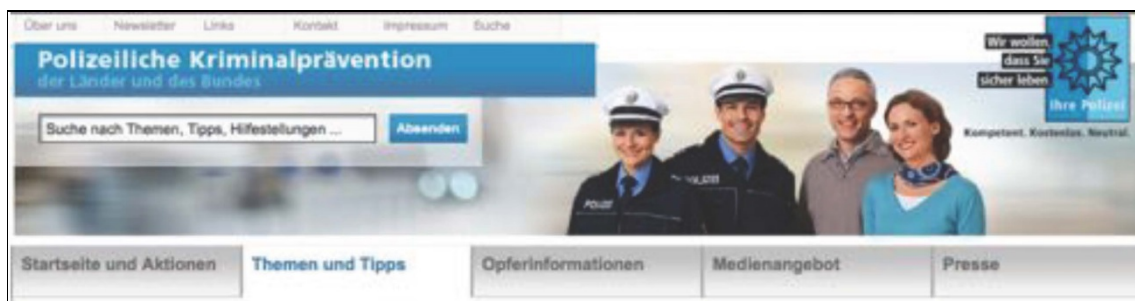 Über uns Newsletter Links Kontakt Impressum Suche
Polizeiliche Kriminalprävention
der Länder und des Bundes
Suche nach Themen, Tipps, Hilfestellungen ... Absenden
Wir wollen,
dass Sie
sicher leben.
Ihre Polizei
Kompetent. Kostenlos. Neutral.
POLIZEI
POLIZEI
Startseite und Aktionen Themen und Tipps Opferinformationen Medienangebot Presse